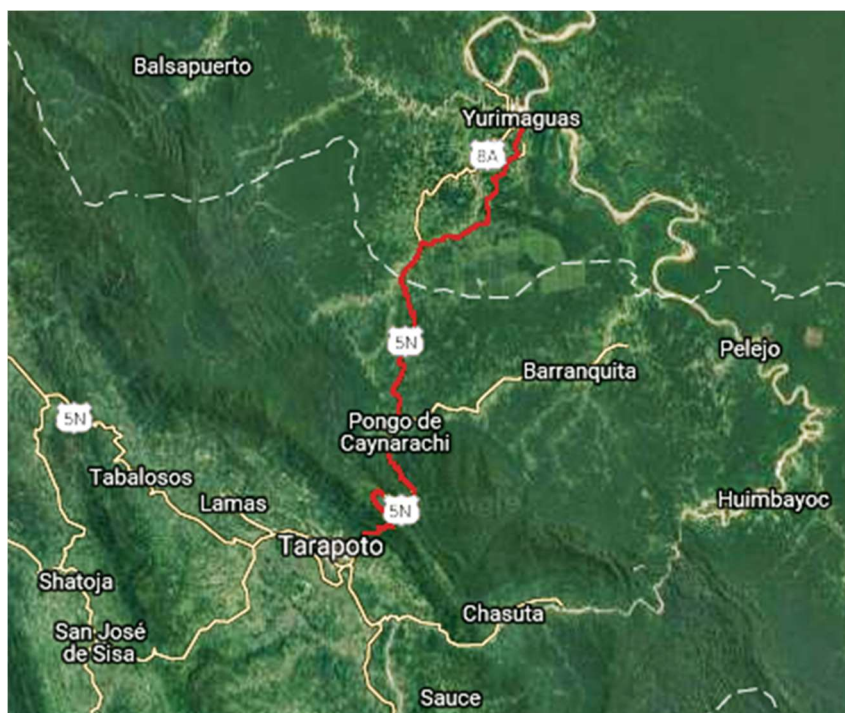 Balsapuerto
Yurimaguas
8A
5N
Pelejo
Barranquita
5N
Pongo de
Caynarachi
Tabalosos
Lamas
5N
Huimbayoc
Tarapoto
Shatoja
Chasuta
San José
de Sisa
Sauce